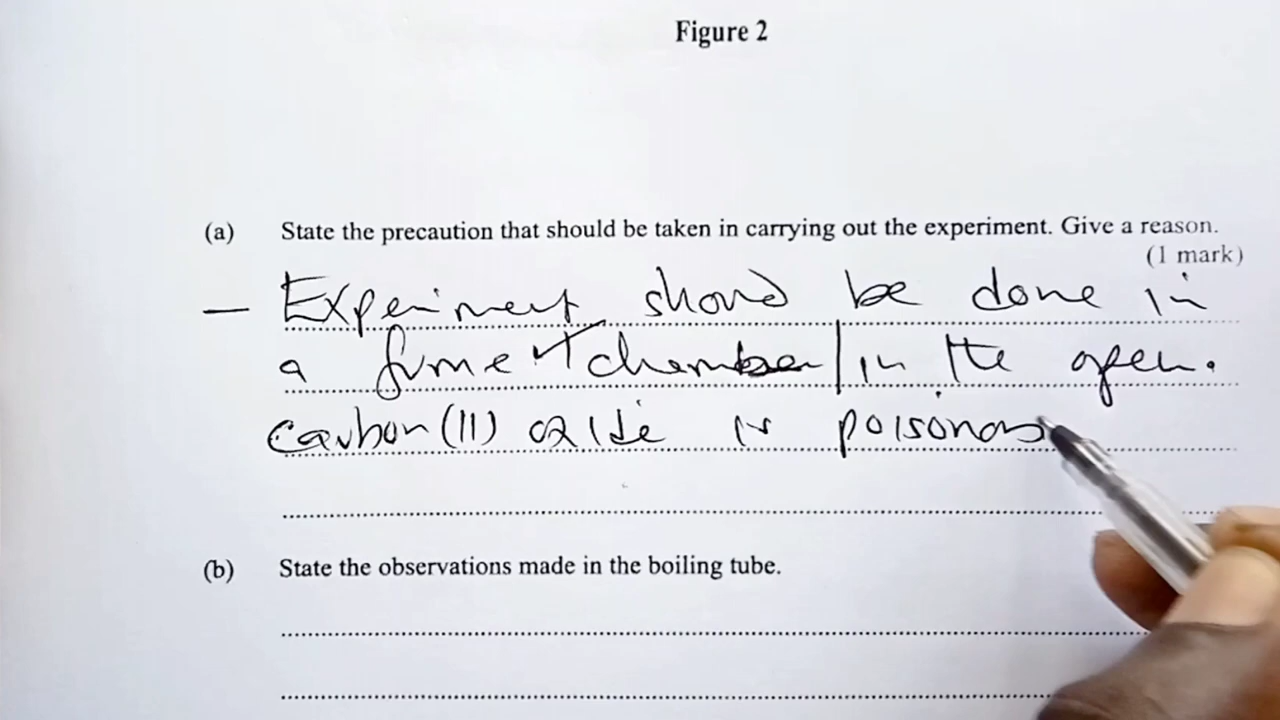 Figure 2
(a) State the precaution that should be taken in carrying out the experiment. Give a reason.
(1 mark)
— Experiment should be done in
a fume chamber/in the open.
Carbon(II) oxide is poisonous
(b) State the observations made in the boiling tube.